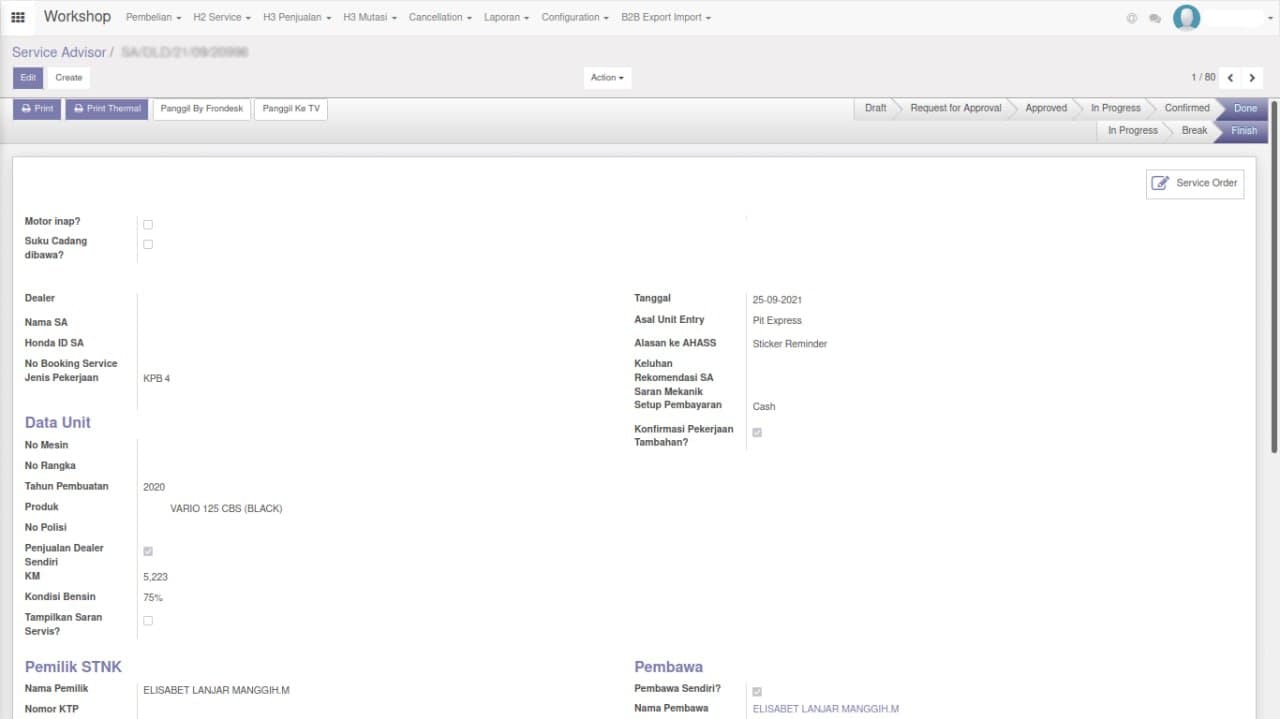 Workshop Pembelian H2 Service H3 Penjualan H3 Mutasi Cancellation Laporan Configuration B2B Export Import
Service Advisor /
Edit Create Action 1 / 80
Print Print Thermal Panggil By Frondesk Panggil Ke TV Draft Request for Approval Approved In Progress Confirmed Done
In Progress Break Finish
Service Order
Motor inap?
Suku Cadang
dibawa?
Dealer
Nama SA
Honda ID SA
No Booking Service
Jenis Pekerjaan KPB 4
Tanggal 25-09-2021
Asal Unit Entry Pit Express
Alasan ke AHASS Sticker Reminder
Keluhan
Rekomendasi SA
Saran Mekanik
Setup Pembayaran Cash
Konfirmasi Pekerjaan
Tambahan?
Data Unit
No Mesin
No Rangka
Tahun Pembuatan 2020
Produk VARIO 125 CBS (BLACK)
No Polisi
Penjualan Dealer
Sendiri
KM 5,223
Kondisi Bensin 75%
Tampilkan Saran
Servis?
Pemilik STNK
Nama Pemilik ELISABET LANJAR MANGGIH.M
Nomor KTP
Pembawa
Pembawa Sendiri?
Nama Pembawa ELISABET LANJAR MANGGIH.M